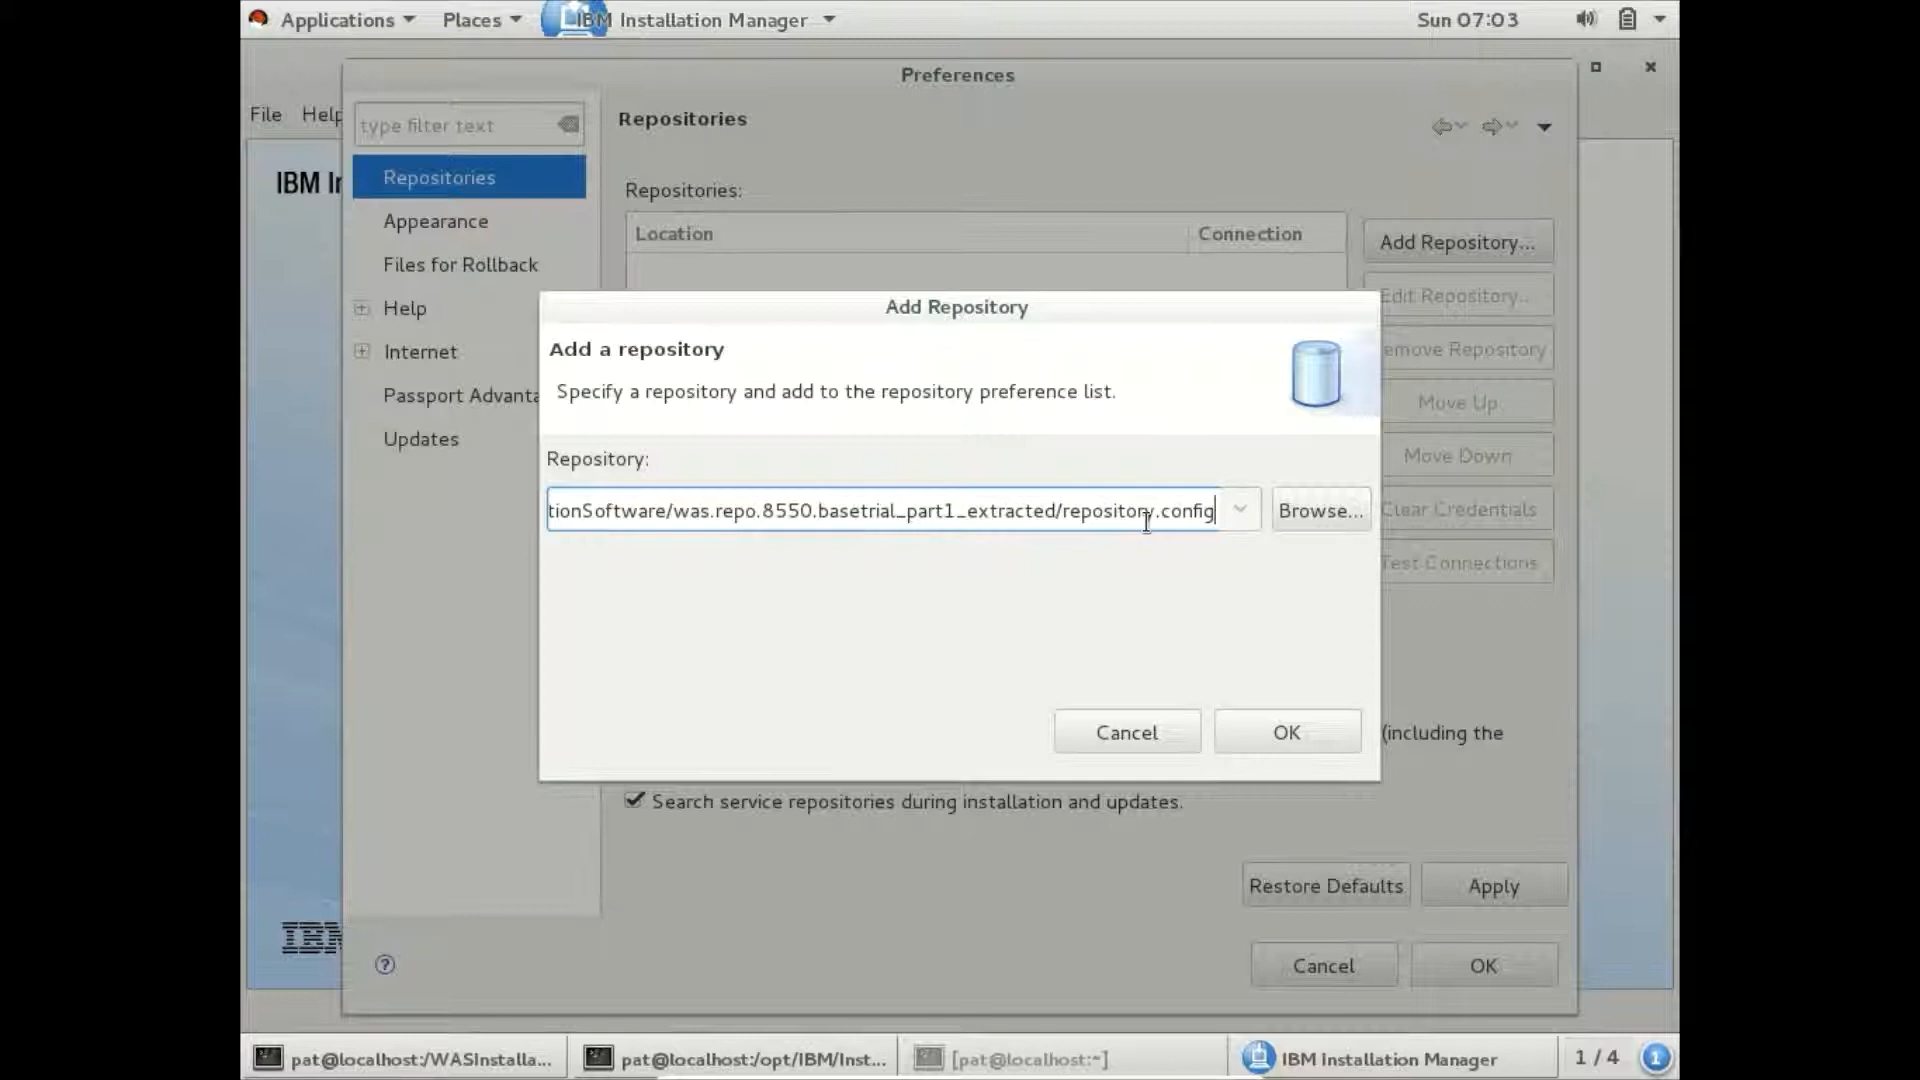 Applications
Places
IBM Installation Manager
Sun 07:03
Preferences
File
Help
type filter text
Repositories
Repositories
Appearance
Files for Rollback
Help
Internet
Passport Advanta
Updates
IBM In
Repositories:
Location
Connection
Add Repository...
Edit Repository...
emove Repository
Move Up
Move Down
Clear Credentials
Test Connections
Add Repository
Add a repository
Specify a repository and add to the repository preference list.
Repository:
tionSoftware/was.repo.8550.basetrial_part1_extracted/repository.config
Browse...
Cancel
OK
(including the
Search service repositories during installation and updates.
Restore Defaults
Apply
IBM
?
Cancel
OK
pat@localhost:/WASInstalla...
pat@localhost:/opt/IBM/Inst...
[pat@localhost:~]
IBM Installation Manager
1 / 4
1